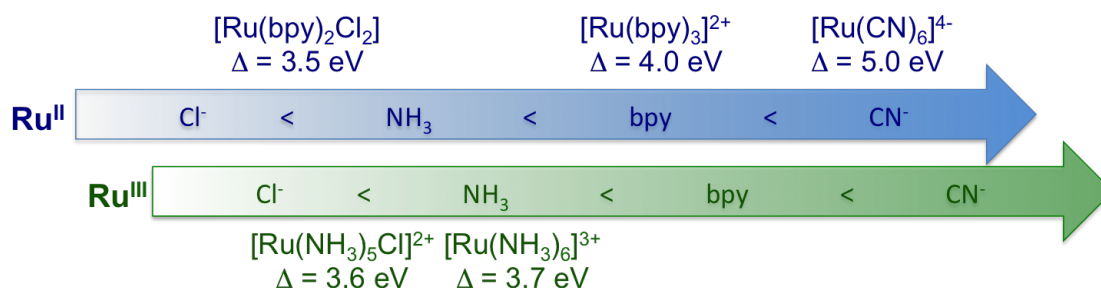 [Ru(bpy)₂Cl₂] [Ru(bpy)₃]²⁺ [Ru(CN)₆]⁴⁻
Δ = 3.5 eV Δ = 4.0 eV Δ = 5.0 eV
Ruᴵᴵ Cl⁻ < NH₃ < bpy < CN⁻
Ruᴵᴵᴵ Cl⁻ < NH₃ < bpy < CN⁻
[Ru(NH₃)₅Cl]²⁺ [Ru(NH₃)₆]³⁺
Δ = 3.6 eV Δ = 3.7 eV